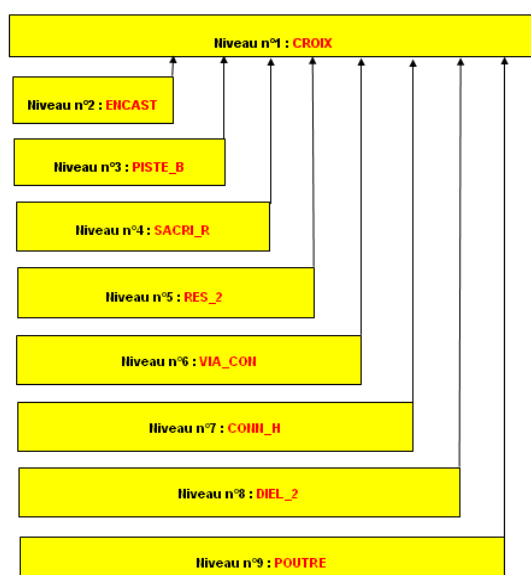 Niveau n°1 : CROIX
Niveau n°2 : ENCAST
Niveau n°3 : PISTE_B
Niveau n°4 : SACRI_R
Niveau n°5 : RES_2
Niveau n°6 : VIA_CON
Niveau n°7 : CONN_H
Niveau n°8 : DIEL_2
Niveau n°9 : POUTRE